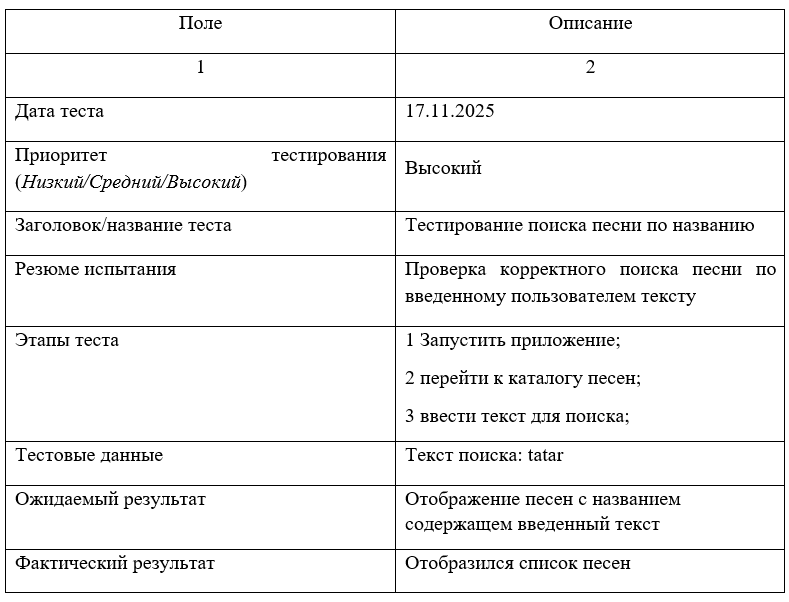 Поле
Описание
1
2
Дата теста
17.11.2025
Приоритет тестирования
(Низкий/Средний/Высокий)
Высокий
Заголовок/название теста
Тестирование поиска песни по названию
Резюме испытания
Проверка корректного поиска песни по
введенному пользователем тексту
Этапы теста
1 Запустить приложение;
2 перейти к каталогу песен;
3 ввести текст для поиска;
Тестовые данные
Текст поиска: tatar
Ожидаемый результат
Отображение песен с названием
содержащем введенный текст
Фактический результат
Отобразился список песен